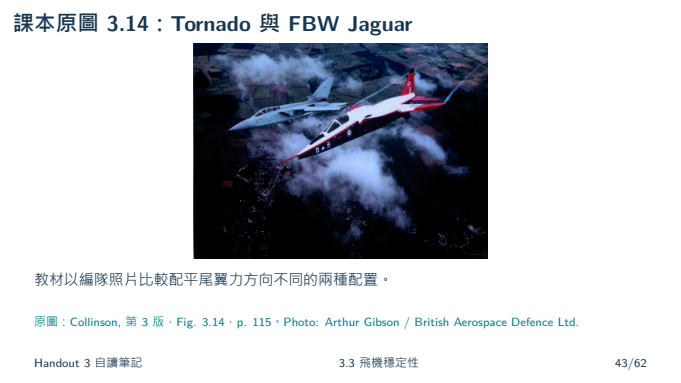 課本原圖 3.14：Tornado 與 FBW Jaguar
教材以編隊照片比較配平尾翼力方向不同的兩種配置。
原圖：Collinson, 第 3 版，Fig. 3.14，p. 115。Photo: Arthur Gibson / British Aerospace Defence Ltd.
Handout 3 自讀筆記
3.3 飛機穩定性
43/62